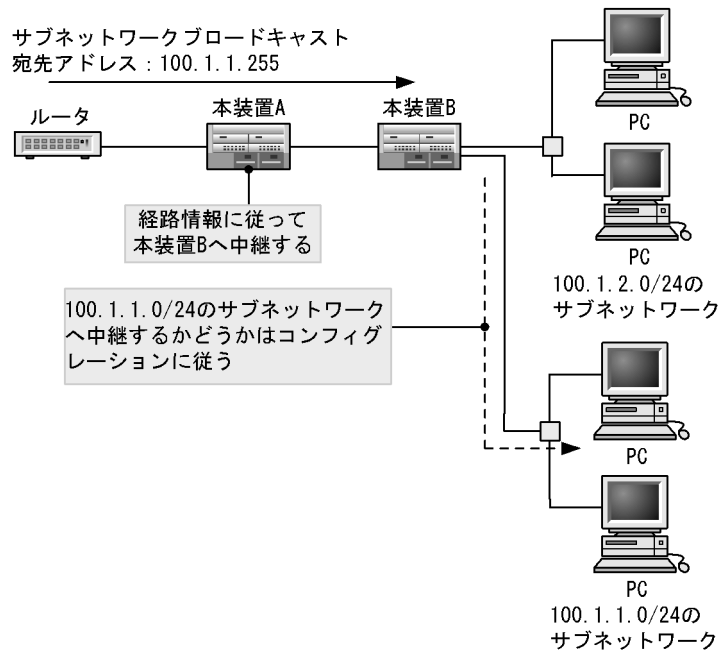 サブネットワークブロードキャスト
宛先アドレス：100.1.1.255
ルータ
本装置A
本装置B
PC
経路情報に従って
本装置Bへ中継する
PC
100.1.2.0/24の
サブネットワーク
100.1.1.0/24のサブネットワーク
へ中継するかどうかはコンフィグ
レーションに従う
PC
PC
100.1.1.0/24の
サブネットワーク